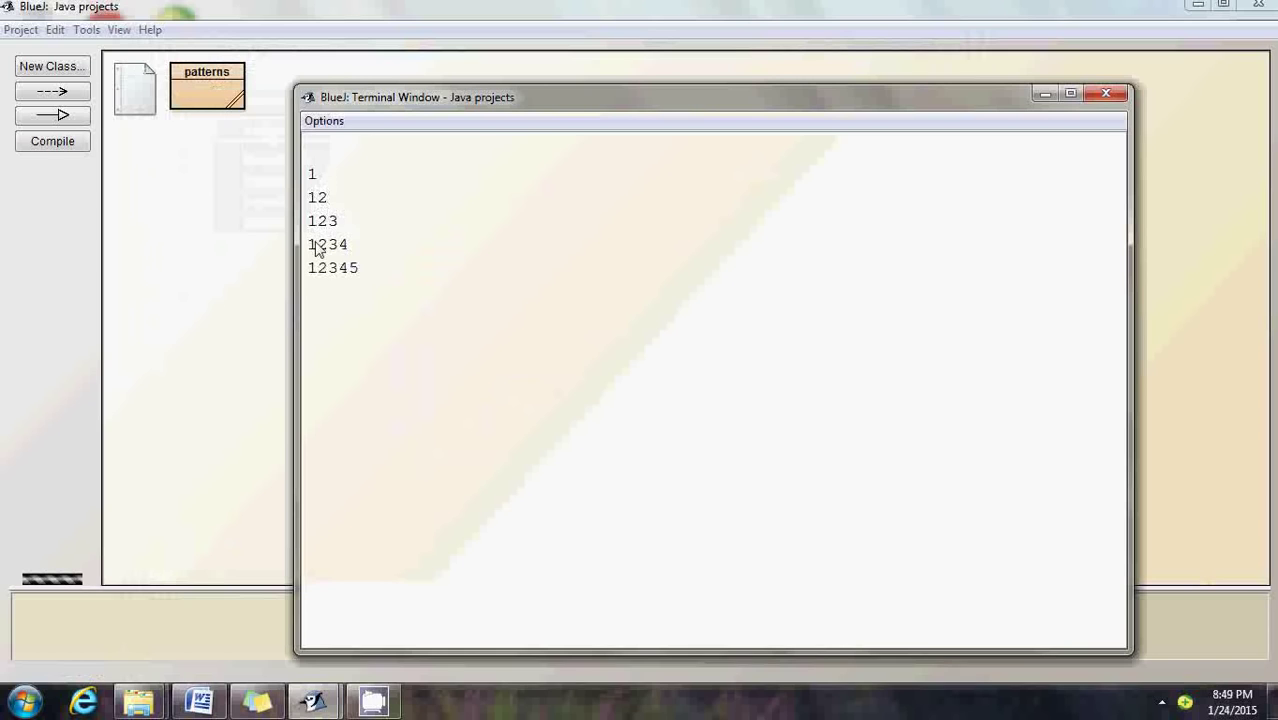 BlueJ: Java projects
Project Edit Tools View Help
New Class...
patterns
Compile
BlueJ: Terminal Window - Java projects
Options
1
12
123
1234
12345
8:49 PM
1/24/2015